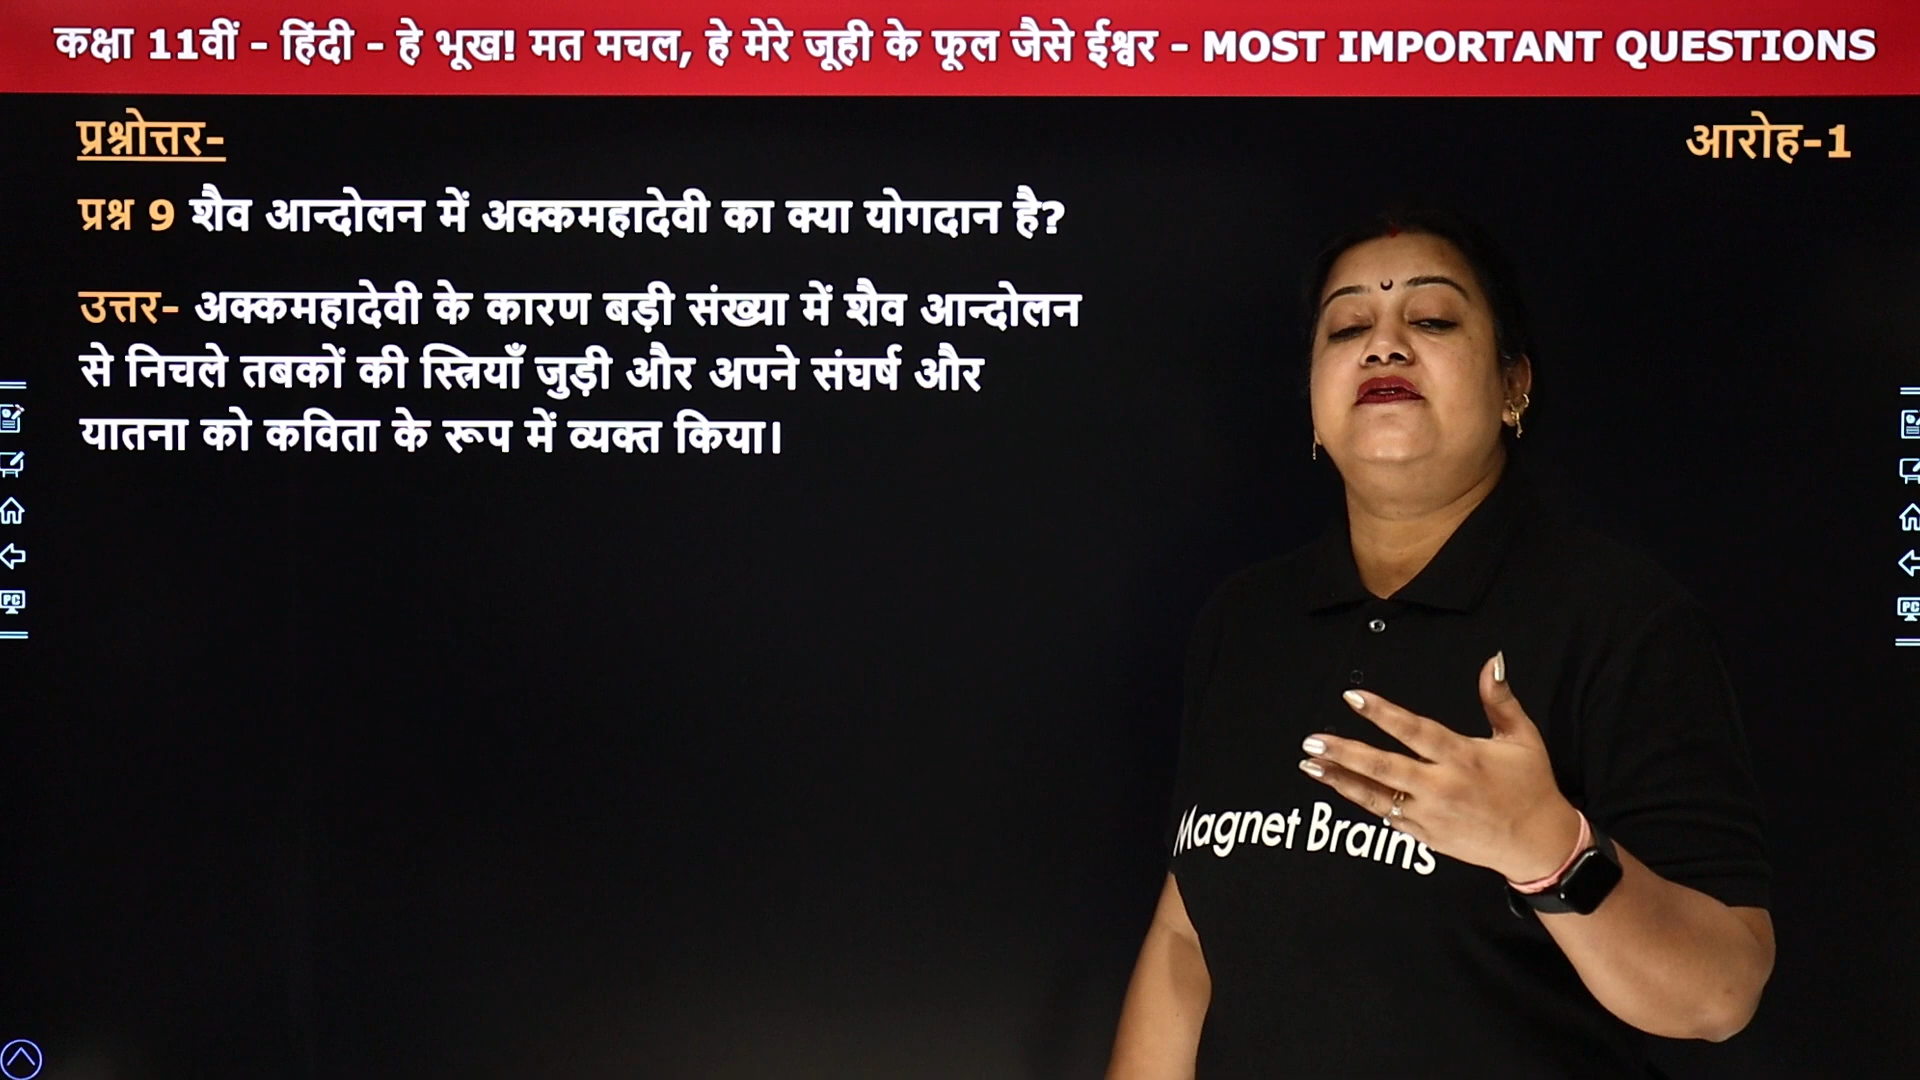 कक्षा 11वीं - हिंदी - हे भूख! मत मचल, हे मेरे जूही के फूल जैसे ईश्वर - MOST IMPORTANT QUESTIONS
प्रश्नोत्तर-
आरोह-1
प्रश्न 9 शैव आन्दोलन में अक्कमहादेवी का क्या योगदान है?
उत्तर- अक्कमहादेवी के कारण बड़ी संख्या में शैव आन्दोलन
से निचले तबकों की स्त्रियाँ जुड़ी और अपने संघर्ष और
यातना को कविता के रूप में व्यक्त किया।
PC
PC
Magnet Brains